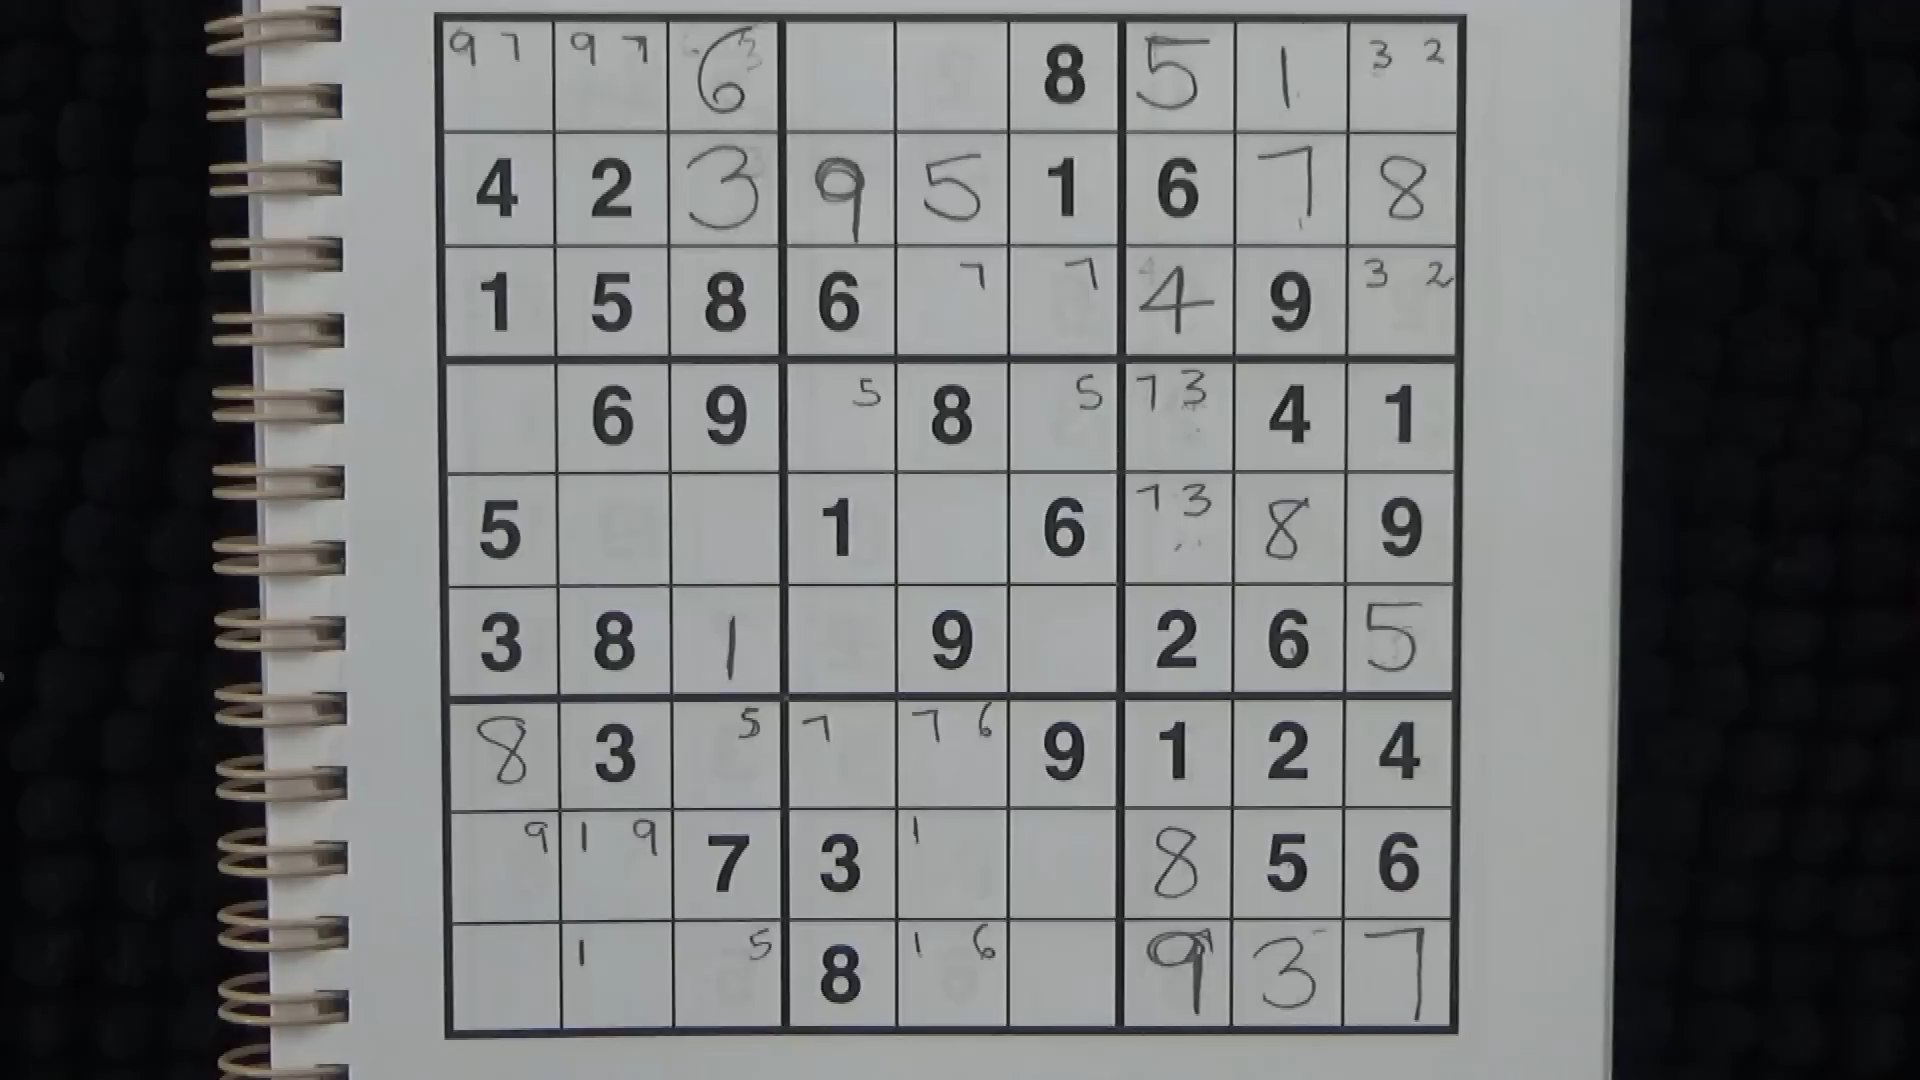 9 7 9 7 6 8 5 1 3 2
4 2 3 9 5 1 6 7 8
1 5 8 6 7 7 4 9 3 2
6 9 5 8 5 7 3 4 1
5 1 6 7 3 8 9
3 8 1 9 2 6 5
8 3 5 7 7 6 9 1 2 4
9 1 9 7 3 1 8 5 6
1 5 8 1 6 9 3 7